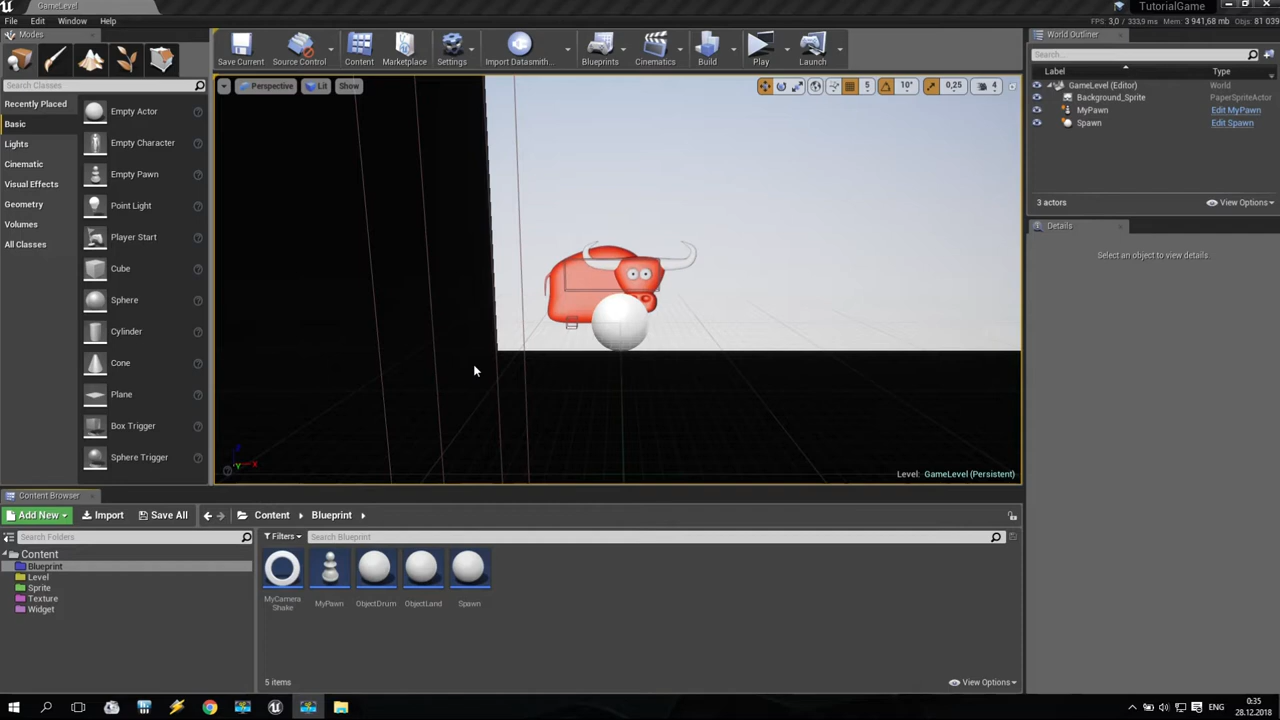 GameLevel
TutorialGame
File Edit Window Help
FPS: 3,0 / 333,9 ms Mem: 3 941,68 mb Objs: 81 039
Modes
World Outliner
Save Current
Source Control
Content
Marketplace
Settings
Import Datasmith...
Blueprints
Cinematics
Build
Play
Launch
Search Classes
Search...
Label Type
Perspective Lit Show
5 10° 0,25 4
Recently Placed
Basic
Lights
Cinematic
Visual Effects
Geometry
Volumes
All Classes
Empty Actor
Empty Character
Empty Pawn
Point Light
Player Start
Cube
Sphere
Cylinder
Cone
Plane
Box Trigger
Sphere Trigger
GameLevel (Editor) World
Background_Sprite PaperSpriteActor
MyPawn Edit MyPawn
Spawn Edit Spawn
3 actors View Options
Details
Select an object to view details.
Z
X
Y
Level: GameLevel (Persistent)
Content Browser
Add New Import Save All Content Blueprint
Search Folders
Filters Search Blueprint
Content
Blueprint
Level
Sprite
Texture
Widget
MyCamera
Shake
MyPawn
ObjectDrum
ObjectLand
Spawn
5 items View Options
ENG
0:35
28.12.2018